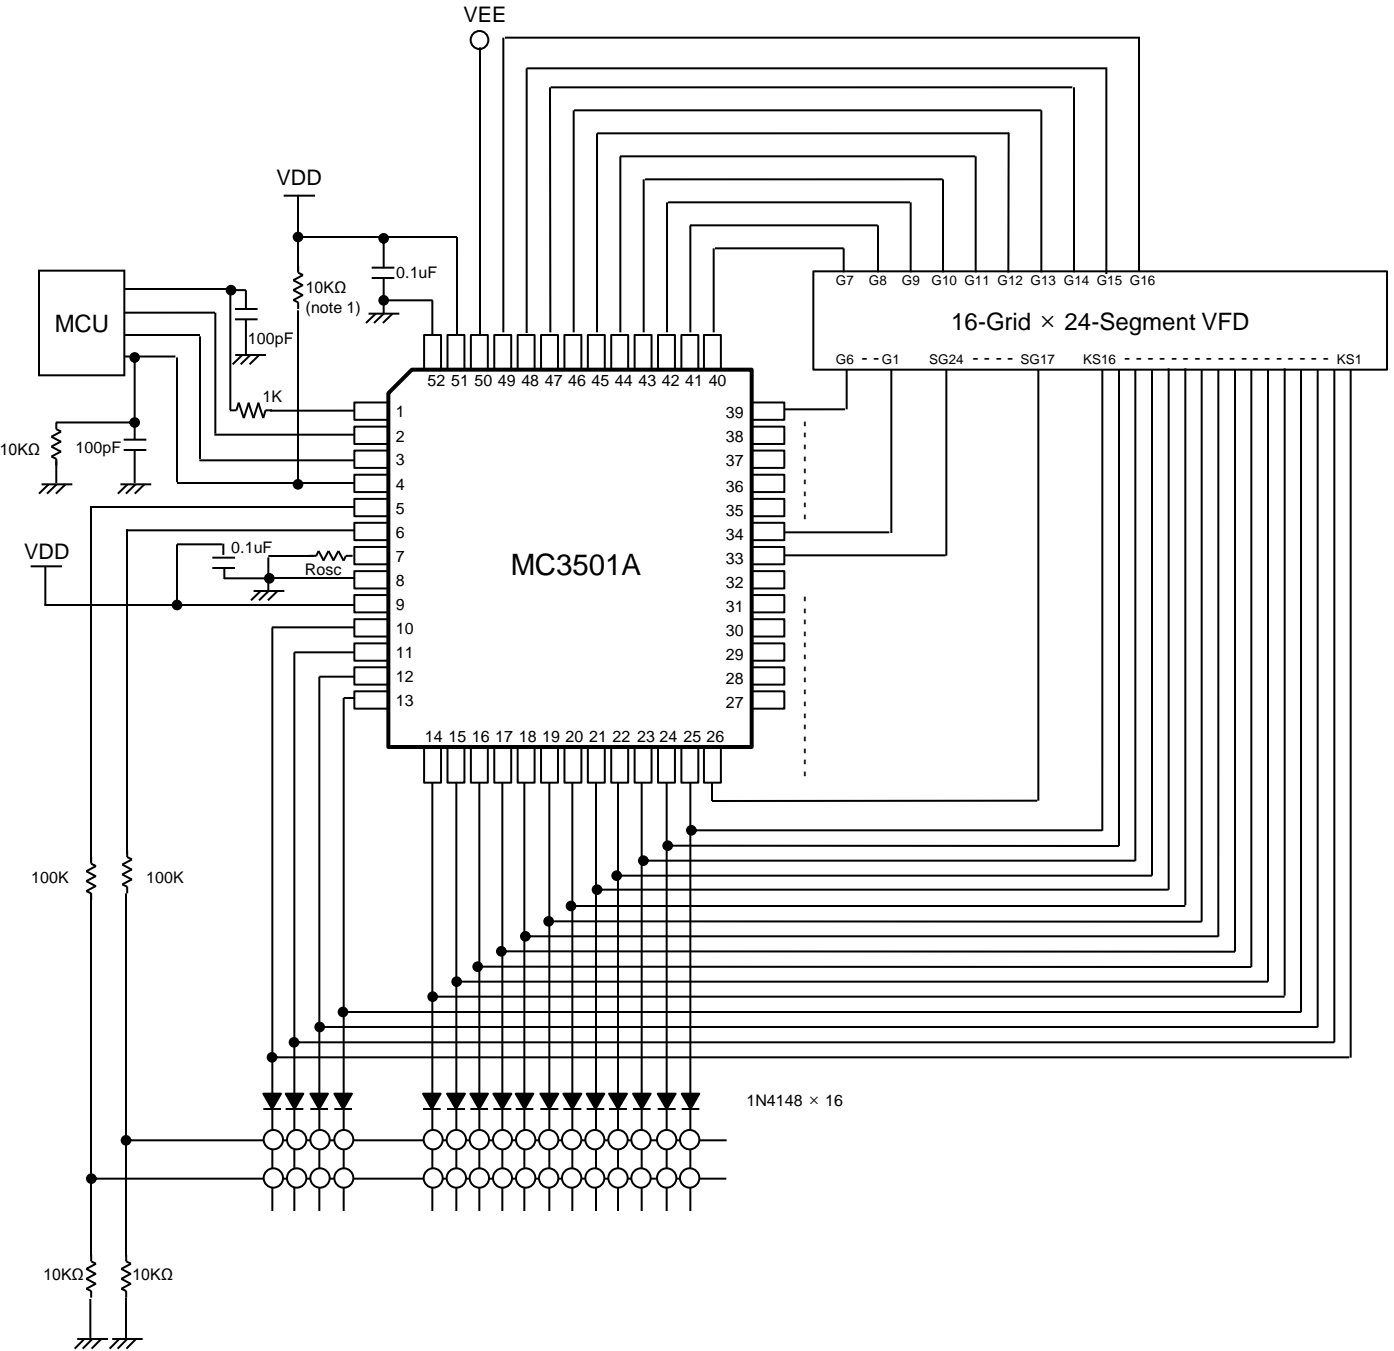 VEE
VDD
0.1uF
10KΩ
(note 1)
MCU
100pF
G7 G8 G9 G10 G11 G12 G13 G14 G15 G16
16-Grid × 24-Segment VFD
G6 - - G1 SG24 - - - - SG17 KS16 - - - - - - - - - - - - - - - - - - KS1
52 51 50 49 48 47 46 45 44 43 42 41 40
1K
10KΩ
100pF
1
2
3
4
5
6
7
8
9
10
11
12
13
39
38
37
36
35
34
33
32
31
30
29
28
27
VDD
0.1uF
Rosc
MC3501A
14 15 16 17 18 19 20 21 22 23 24 25 26
100K
100K
1N4148 × 16
10KΩ
10KΩ